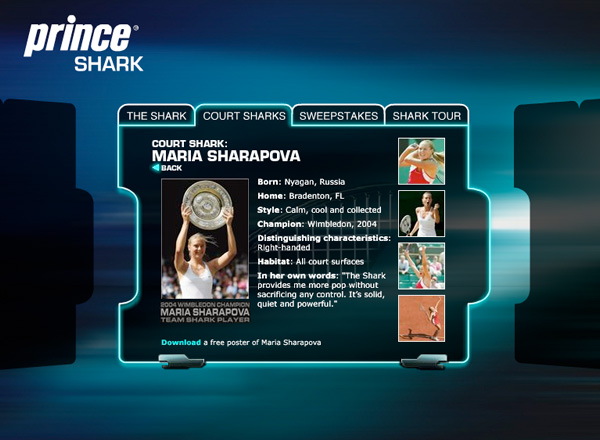 prince®
SHARK
THE SHARK
COURT SHARKS
SWEEPSTAKES
SHARK TOUR
COURT SHARK:
MARIA SHARAPOVA
BACK
2004 WIMBLEDON CHAMPION
MARIA SHARAPOVA
TEAM SHARK PLAYER
Born: Nyagan, Russia
Home: Bradenton, FL
Style: Calm, cool and collected
Champion: Wimbledon, 2004
Distinguishing characteristics:
Right-handed
Habitat: All court surfaces
In her own words: "The Shark
provides me more pop without
sacrificing any control. It's solid,
quiet and powerful."
Download a free poster of Maria Sharapova